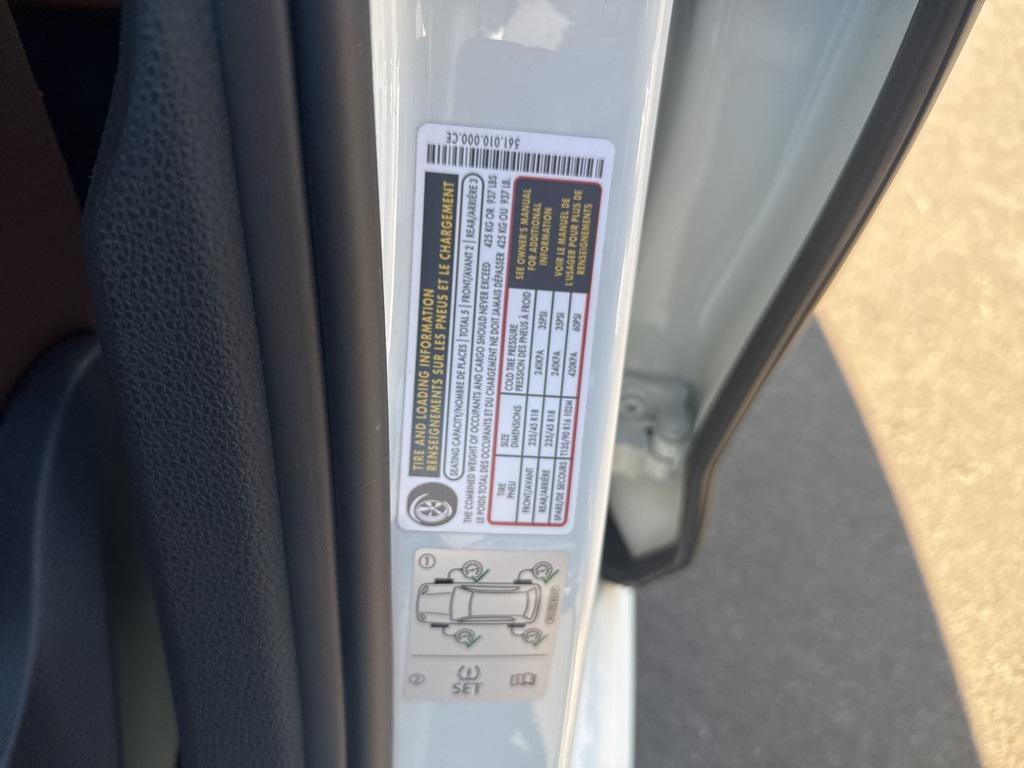 561.010.000.CE
TIRE AND LOADING INFORMATION
RENSEIGNEMENTS SUR LES PNEUS ET LE CHARGEMENT
SEATING CAPACITY/NOMBRE DE PLACES | TOTAL 5 | FRONT/AVANT 2 | REAR/ARRIÈRE 3
THE COMBINED WEIGHT OF OCCUPANTS AND CARGO SHOULD NEVER EXCEED 425 KG OR 937 LBS
LE POIDS TOTAL DES OCCUPANTS ET DU CHARGEMENT NE DOIT JAMAIS DÉPASSER 425 KG OU 937 LB.
TIRE SIZE COLD TIRE PRESSURE
PNEU DIMENSIONS PRESSION DES PNEUS À FROID
FRONT/AVANT 235/45 R18 240KPA 35PSI
REAR/ARRIÈRE 235/45 R18 240KPA 35PSI
SPARE/DE SECOURS T135/90 R16 102M 420KPA 60PSI
SEE OWNER'S MANUAL
FOR ADDITIONAL
INFORMATION
VOIR LE MANUEL DE
L'USAGER POUR PLUS DE
RENSEIGNEMENTS
1
2
SET